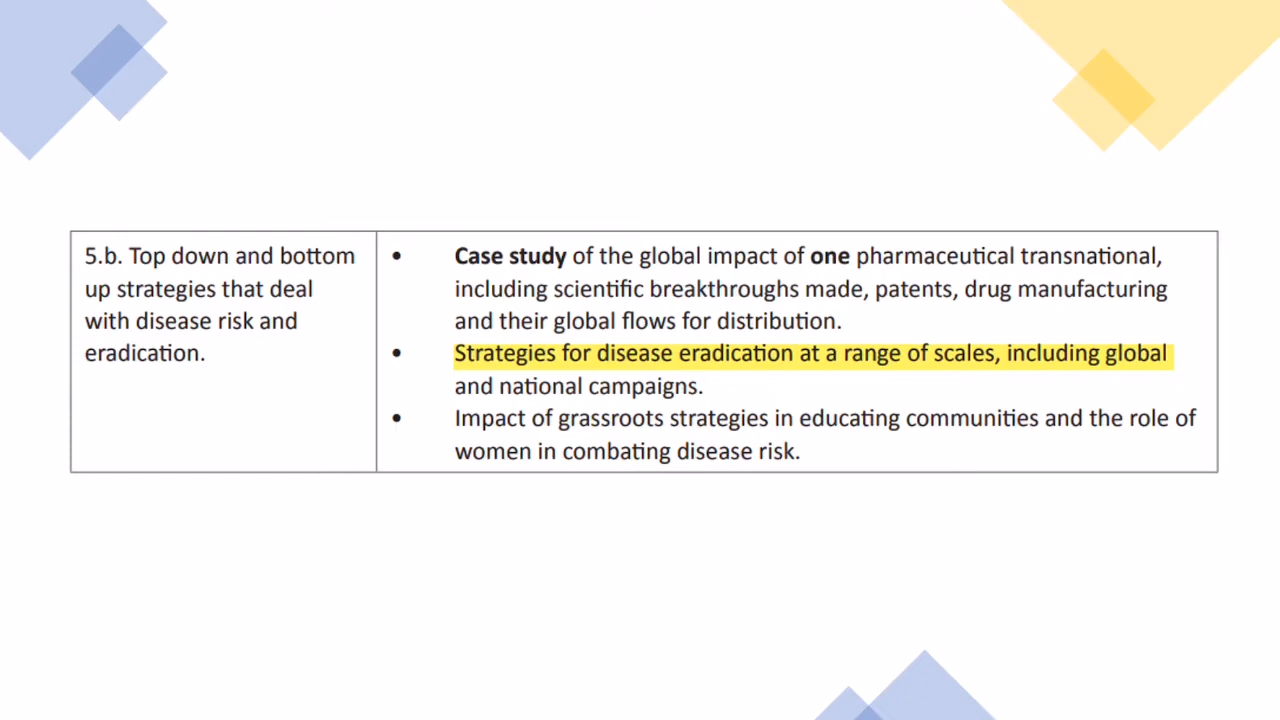 5.b. Top down and bottom
up strategies that deal
with disease risk and
eradication.
• Case study of the global impact of one pharmaceutical transnational,
including scientific breakthroughs made, patents, drug manufacturing
and their global flows for distribution.
• Strategies for disease eradication at a range of scales, including global
and national campaigns.
• Impact of grassroots strategies in educating communities and the role of
women in combating disease risk.